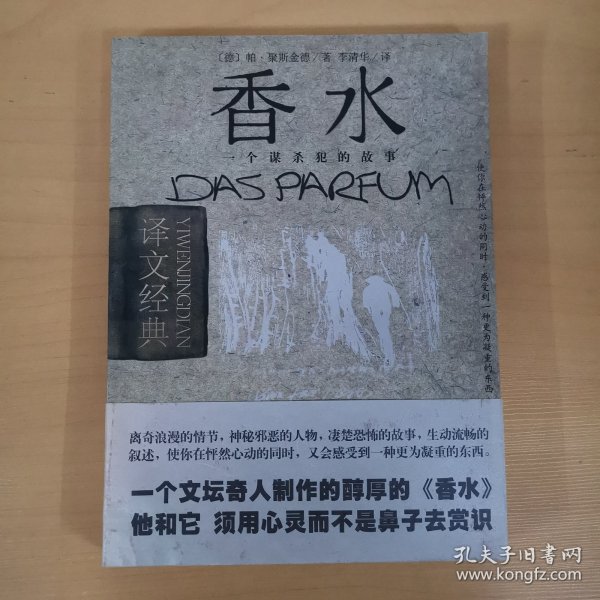 〔德〕帕·聚斯金德/著 李清华/译
香水
一个谋杀犯的故事
DAS PARFUM
译文经典
YIWENJINGDIAN
使你在怦然心动的同时，感受到一种更为凝重的东西
离奇浪漫的情节，神秘邪恶的人物，凄楚恐怖的故事，生动流畅的
叙述，使你在怦然心动的同时，又会感受到一种更为凝重的东西。
一个文坛奇人制作的醇厚的《香水》
他和它 须用心灵而不是鼻子去赏识
孔夫子旧书网
www.kongfz.com